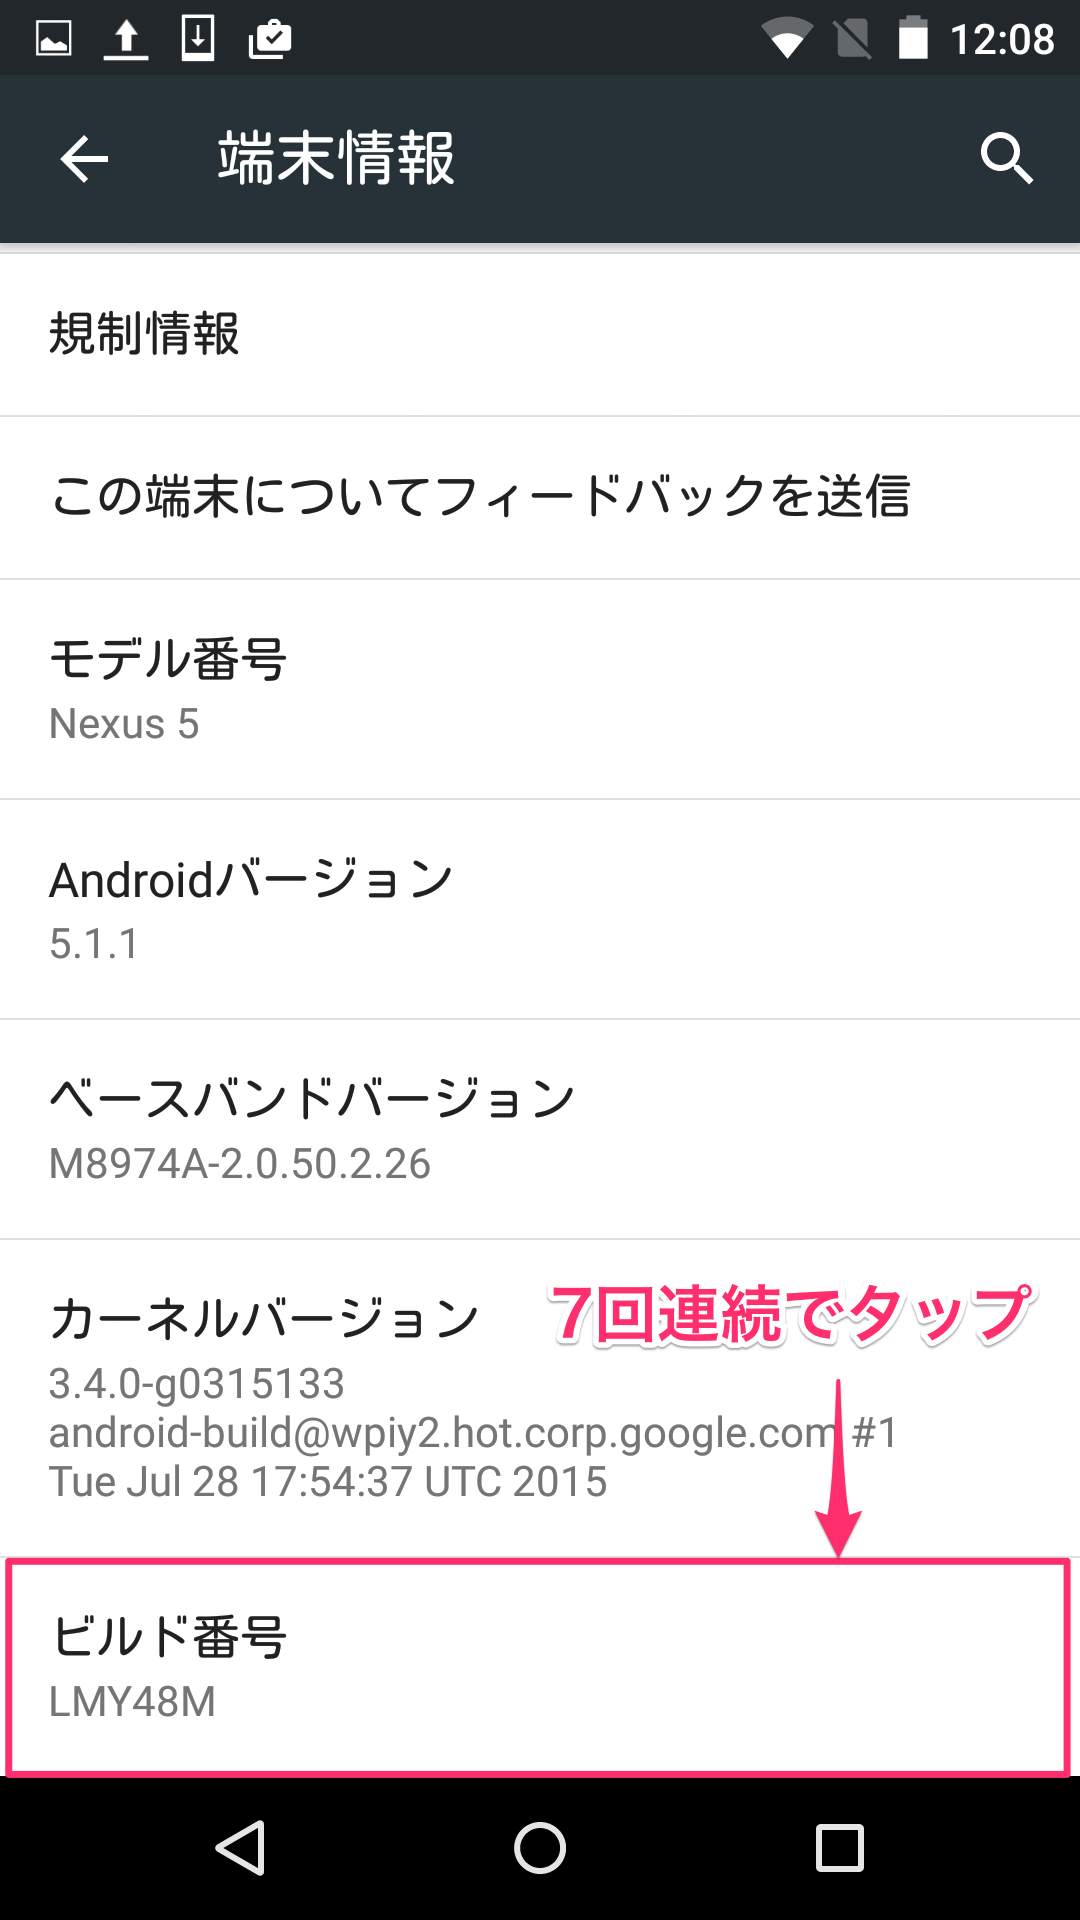 12:08
端末情報
規制情報
この端末についてフィードバックを送信
モデル番号
Nexus 5
Androidバージョン
5.1.1
ベースバンドバージョン
M8974A-2.0.50.2.26
7回連続でタップ
カーネルバージョン
3.4.0-g0315133
android-build@wpiy2.hot.corp.google.com #1
Tue Jul 28 17:54:37 UTC 2015
ビルド番号
LMY48M